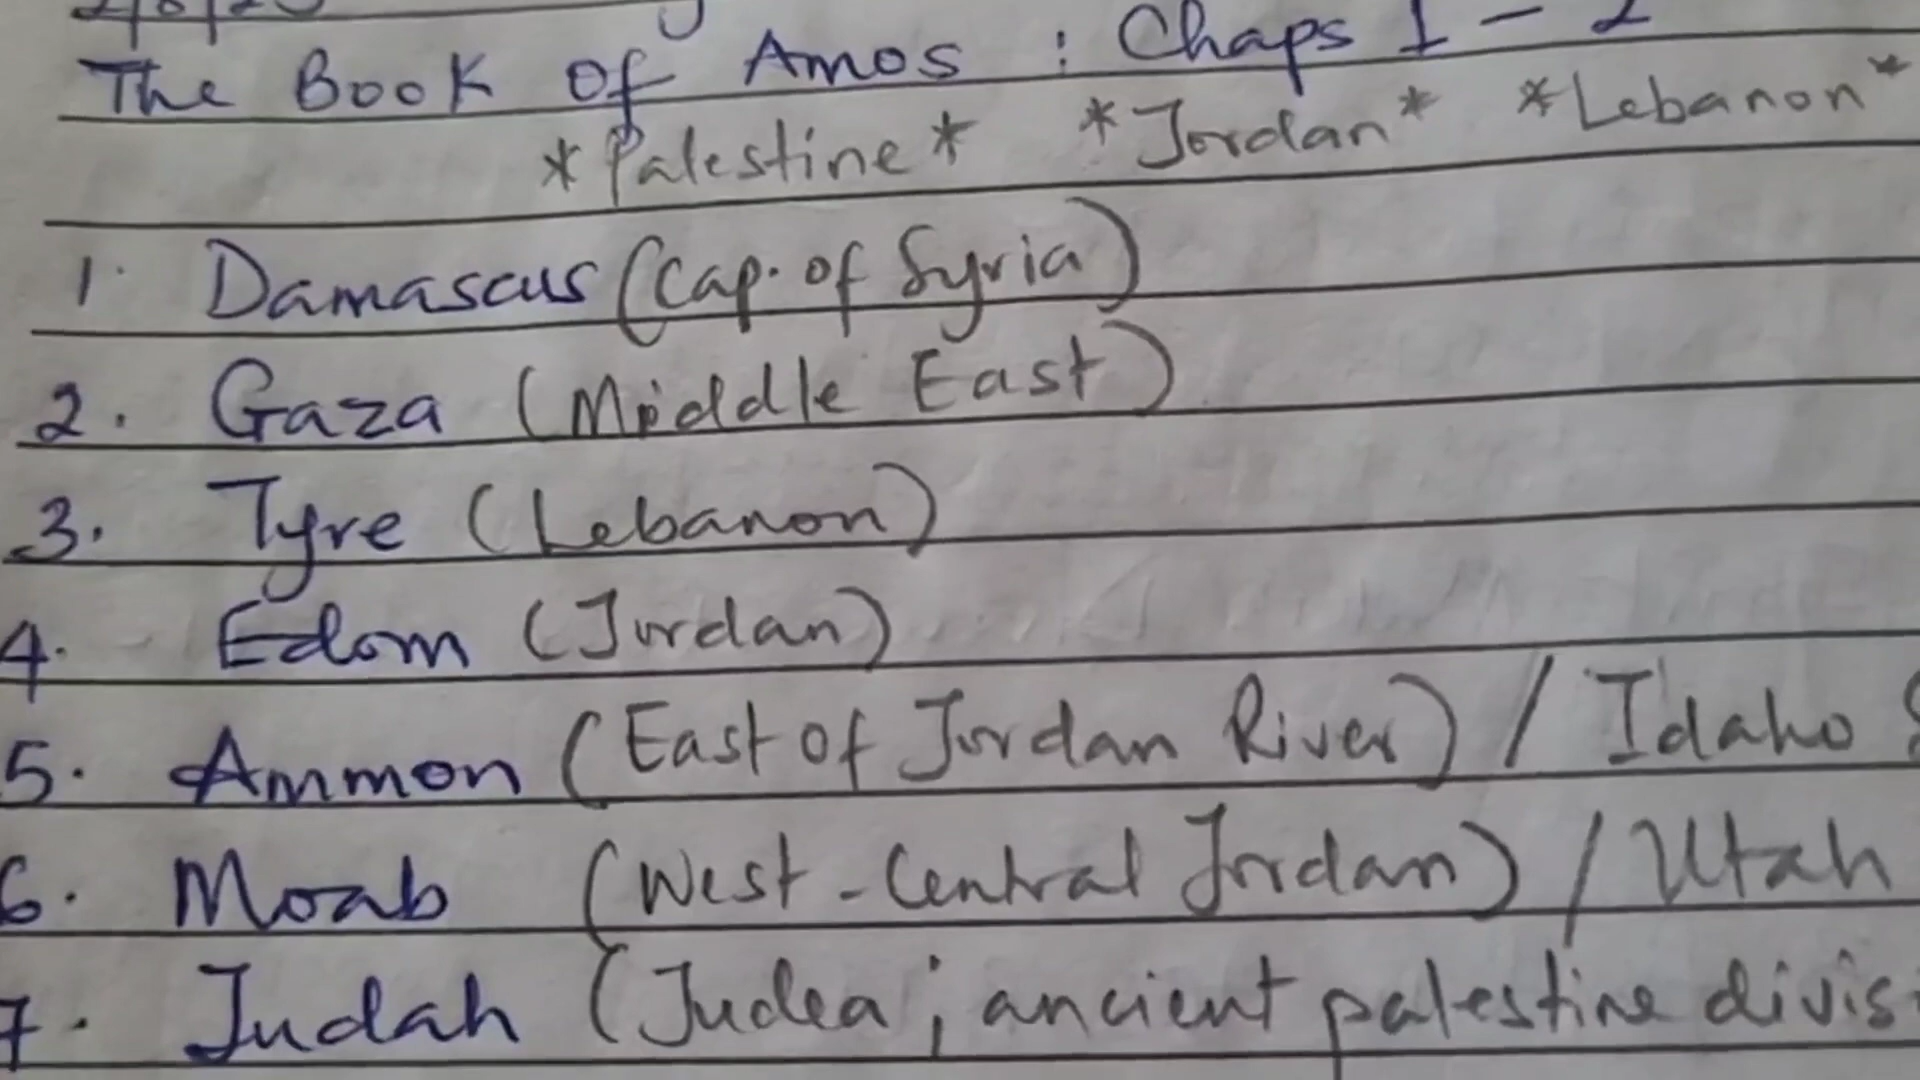 The Book Of Amos : Chaps 1 - 2
*Palestine* *Jordan* *Lebanon*
1. Damascus (Cap. of Syria)
2. Gaza (Middle East)
3. Tyre (Lebanon)
4. Edom (Jordan)
5. Ammon (East of Jordan River) / Idaho
6. Moab (West-Central Jordan) / Utah
7. Judah (Judea; ancient palestine divisi